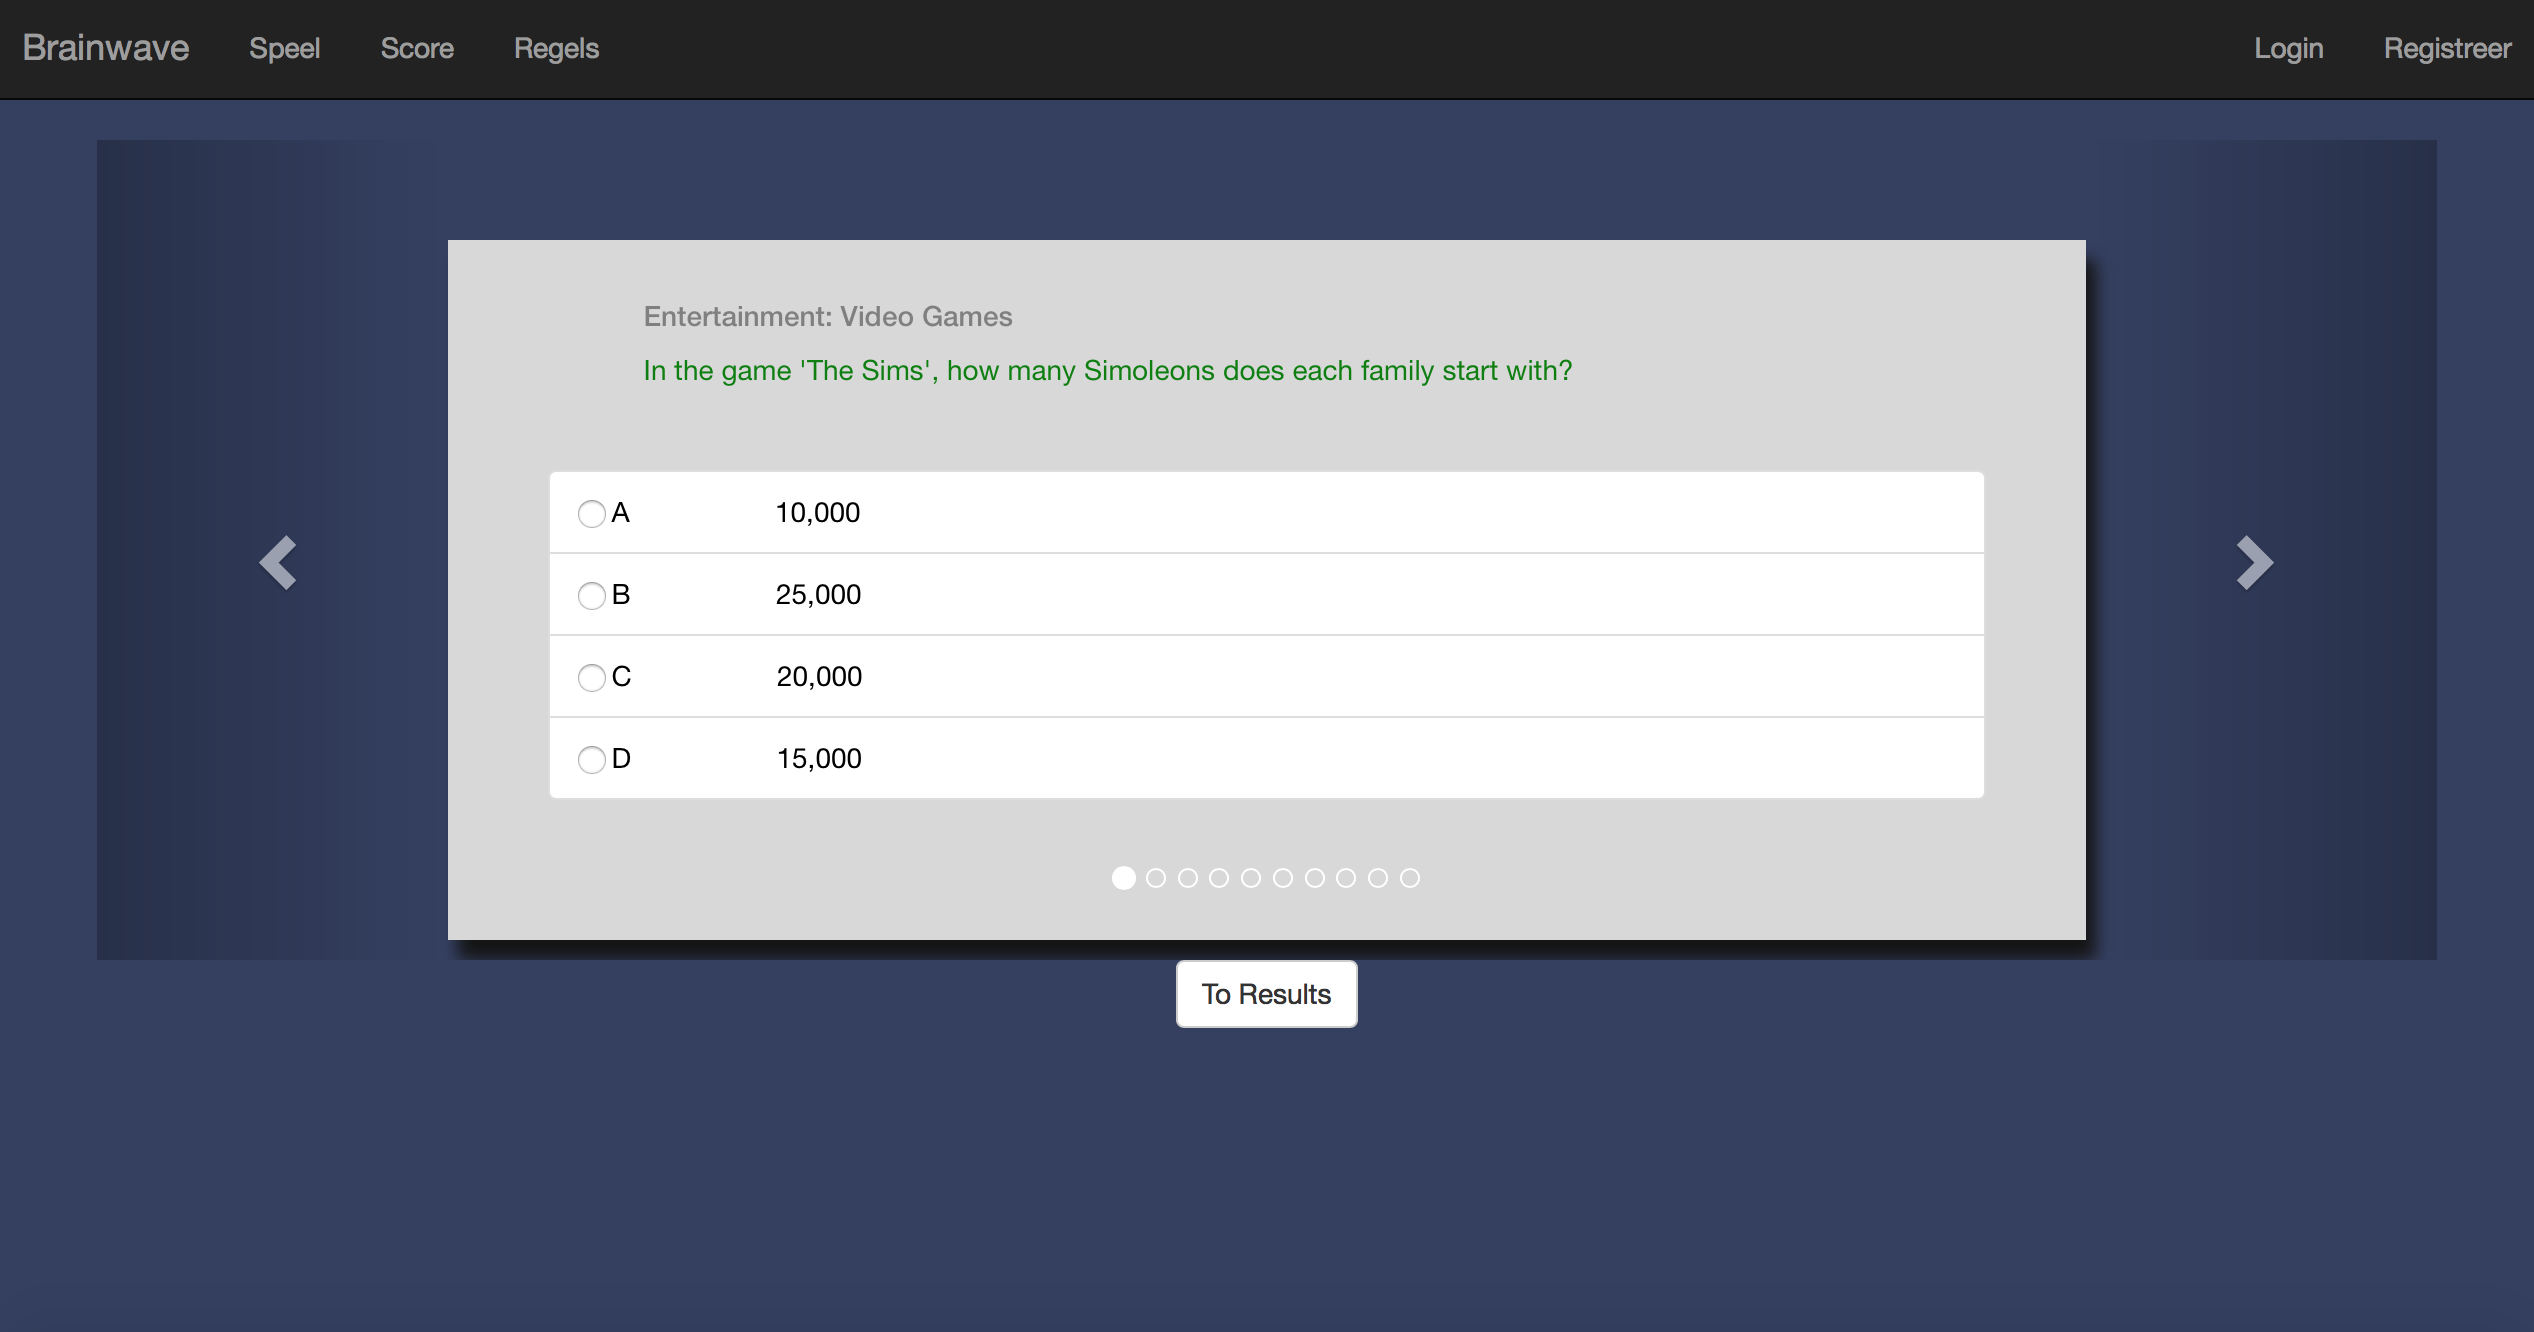 Brainwave Speel Score Regels Login Registreer
Entertainment: Video Games
In the game 'The Sims', how many Simoleons does each family start with?
A 10,000
B 25,000
C 20,000
D 15,000
To Results